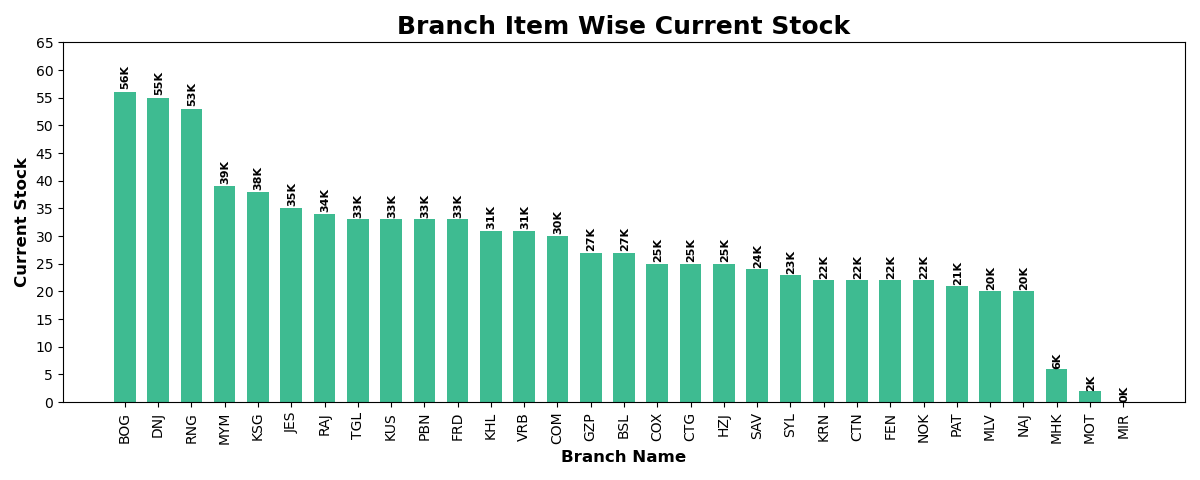 Branch Item Wise Current Stock
Current Stock
65
60
55
50
45
40
35
30
25
20
15
10
5
0
56K 55K 53K 39K 38K 35K 34K 33K 33K 33K 33K 31K 31K 30K 27K 27K 25K 25K 25K 24K 23K 22K 22K 22K 22K 21K 20K 20K 6K 2K 0K
BOG DNJ RNG MYM KSG JES RAJ TGL KUS PBN FRD KHL VRB COM GZP BSL COX CTG HZJ SAV SYL KRN CTN FEN NOK PAT MLV NAJ MHK MOT MIR
Branch Name